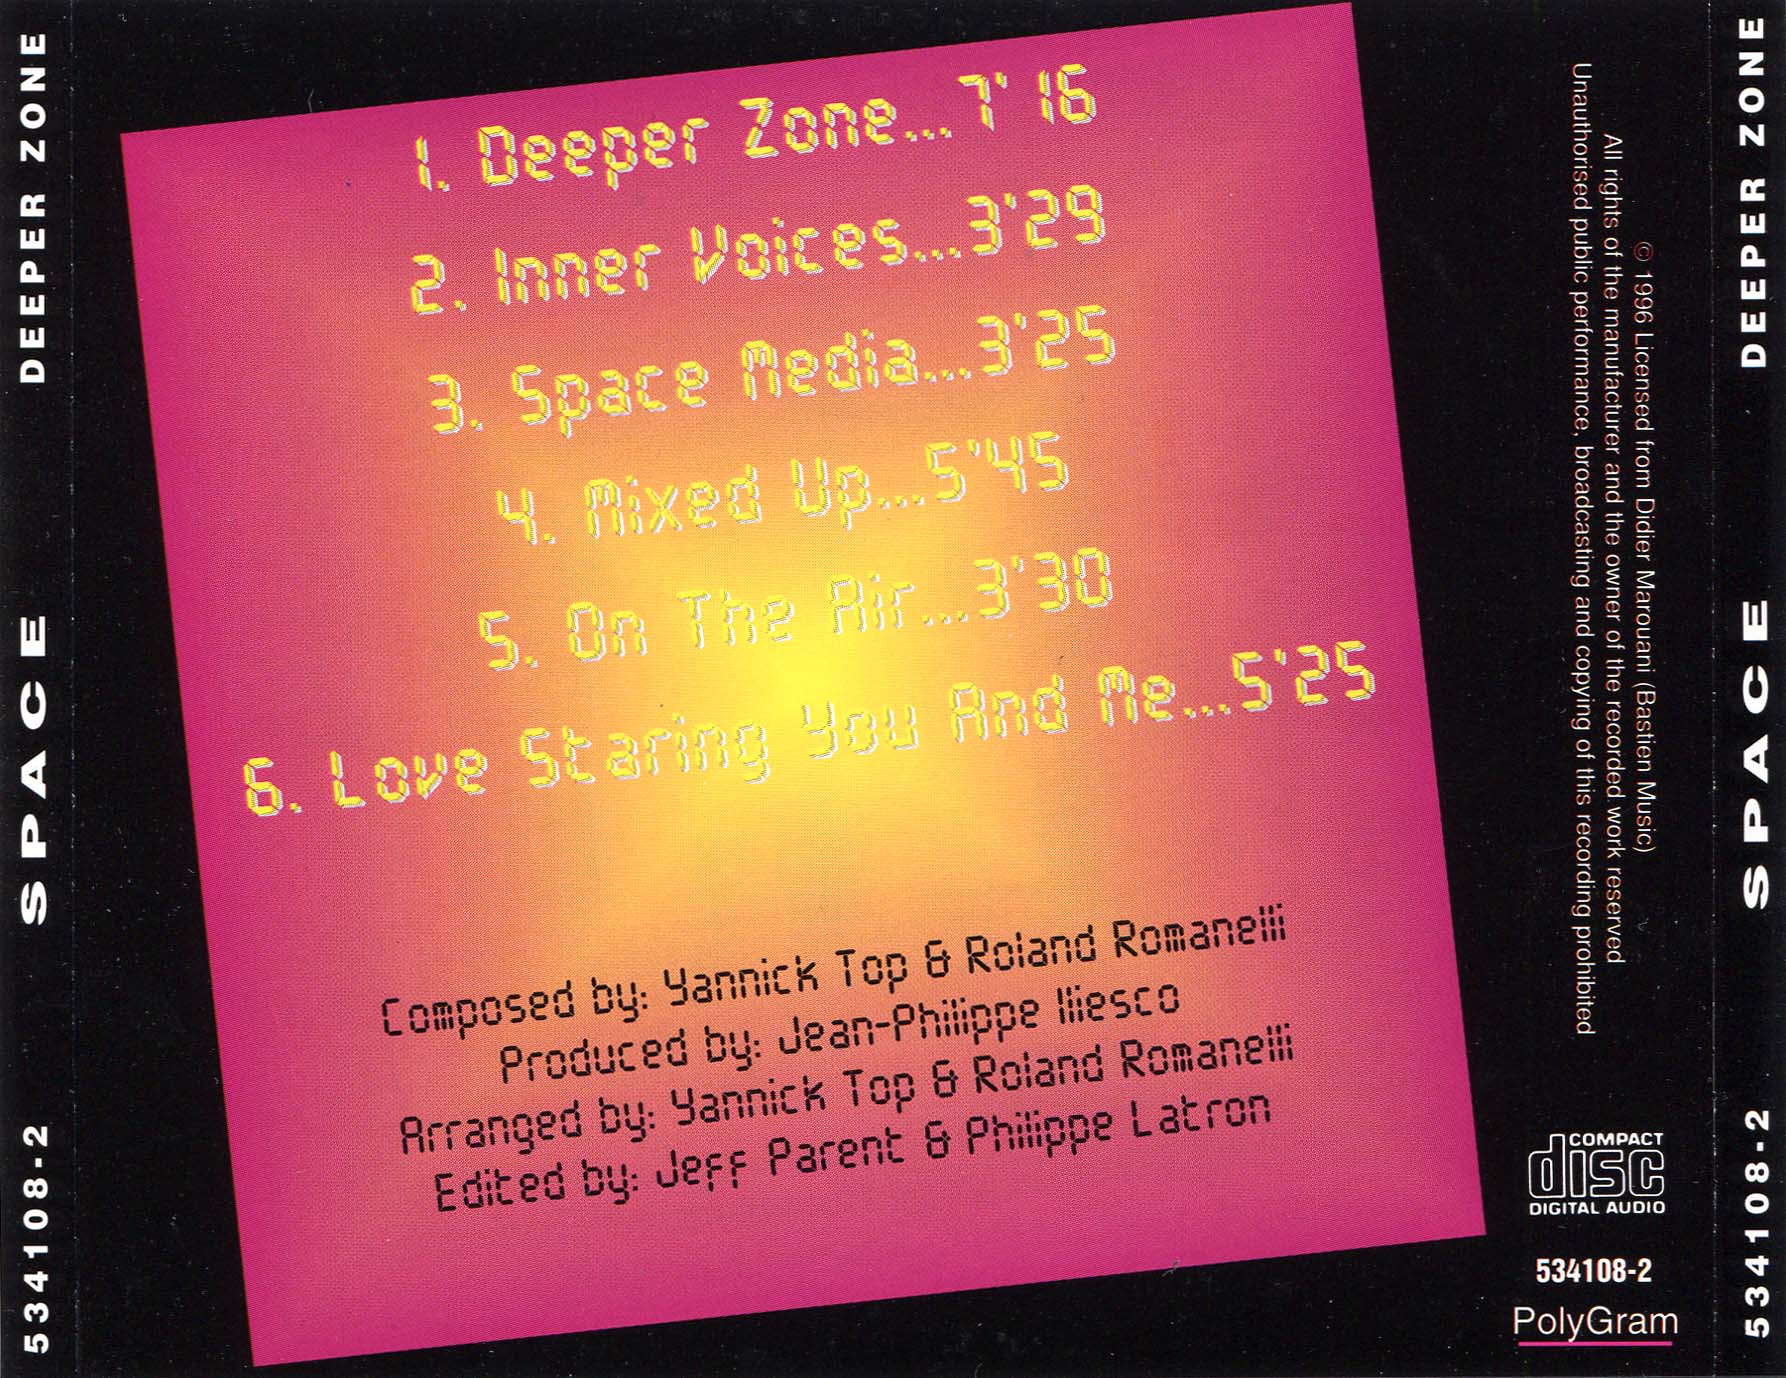 DEEPER ZONE
SPACE
534108-2
1. Deeper Zone...7'16
2. Inner Voices...3'29
3. Space Media...3'25
4. Mixed Up...5'45
5. On The Air...3'30
6. Love Staring You And Me...5'25
Composed by: Yannick Top & Roland Romanelli
Produced by: Jean-Philippe Iliesco
Arranged by: Yannick Top & Roland Romanelli
Edited by: Jeff Parent & Philippe Latron
© 1996 Licensed from Didier Marouani (Bastien Music)
All rights of the manufacturer and the owner of the recorded work reserved
Unauthorised public performance, broadcasting and copying of this recording prohibited
COMPACT
disc
DIGITAL AUDIO
534108-2
PolyGram
DEEPER ZONE
SPACE
534108-2